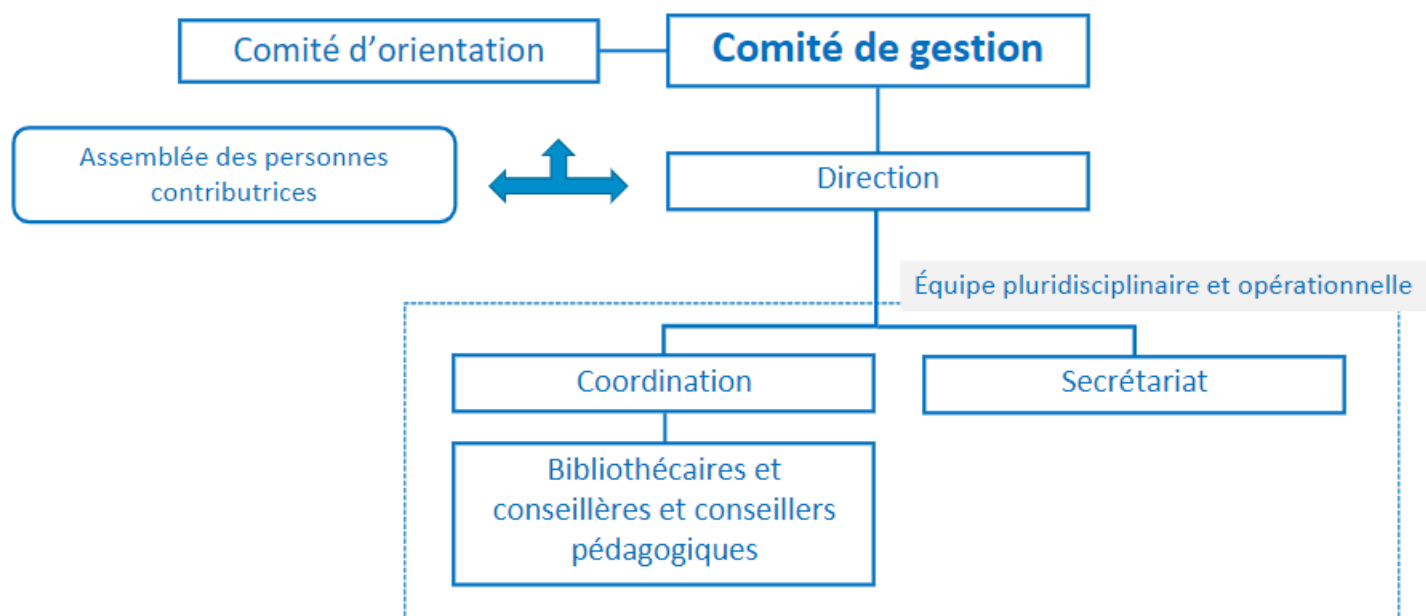 Comité d’orientation
Comité de gestion
Assemblée des personnes
contributrices
Direction
Équipe pluridisciplinaire et opérationnelle
Coordination
Secrétariat
Bibliothécaires et
conseillères et conseillers
pédagogiques